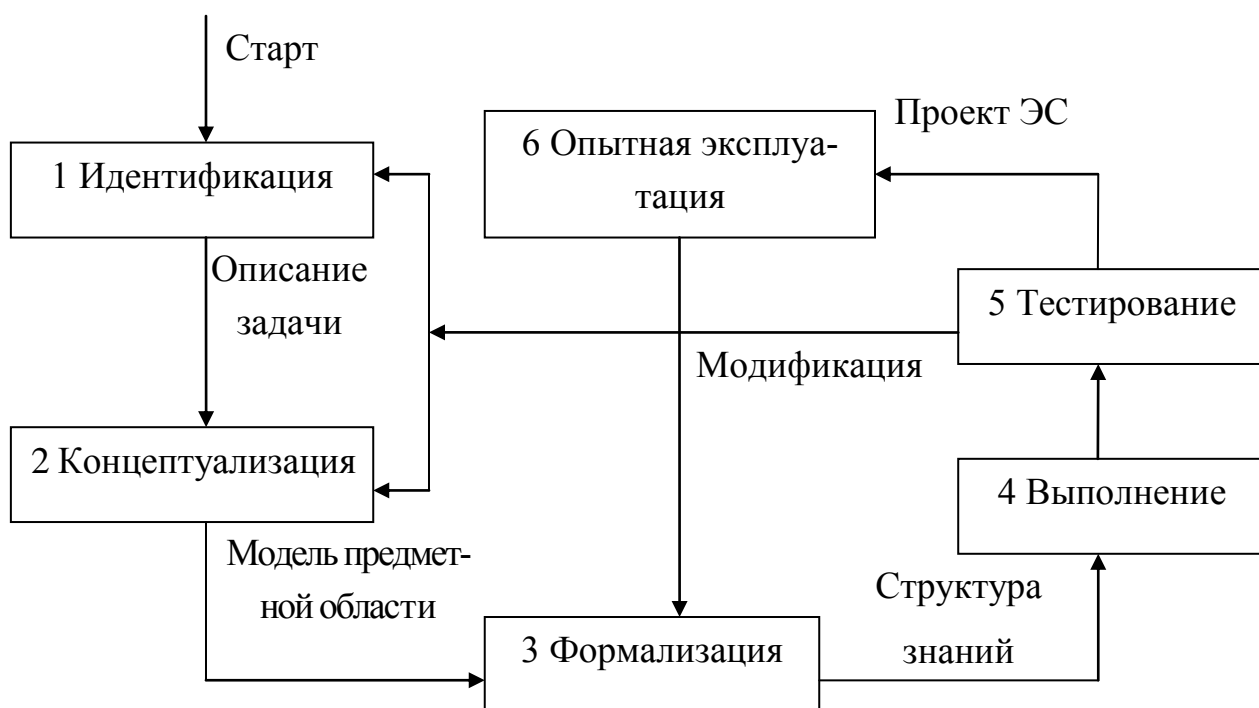 Старт
Проект ЭС
6 Опытная эксплуа-
тация
1 Идентификация
Описание
задачи
5 Тестирование
Модификация
2 Концептуализация
4 Выполнение
Модель предмет-
ной области
Структура
знаний
3 Формализация